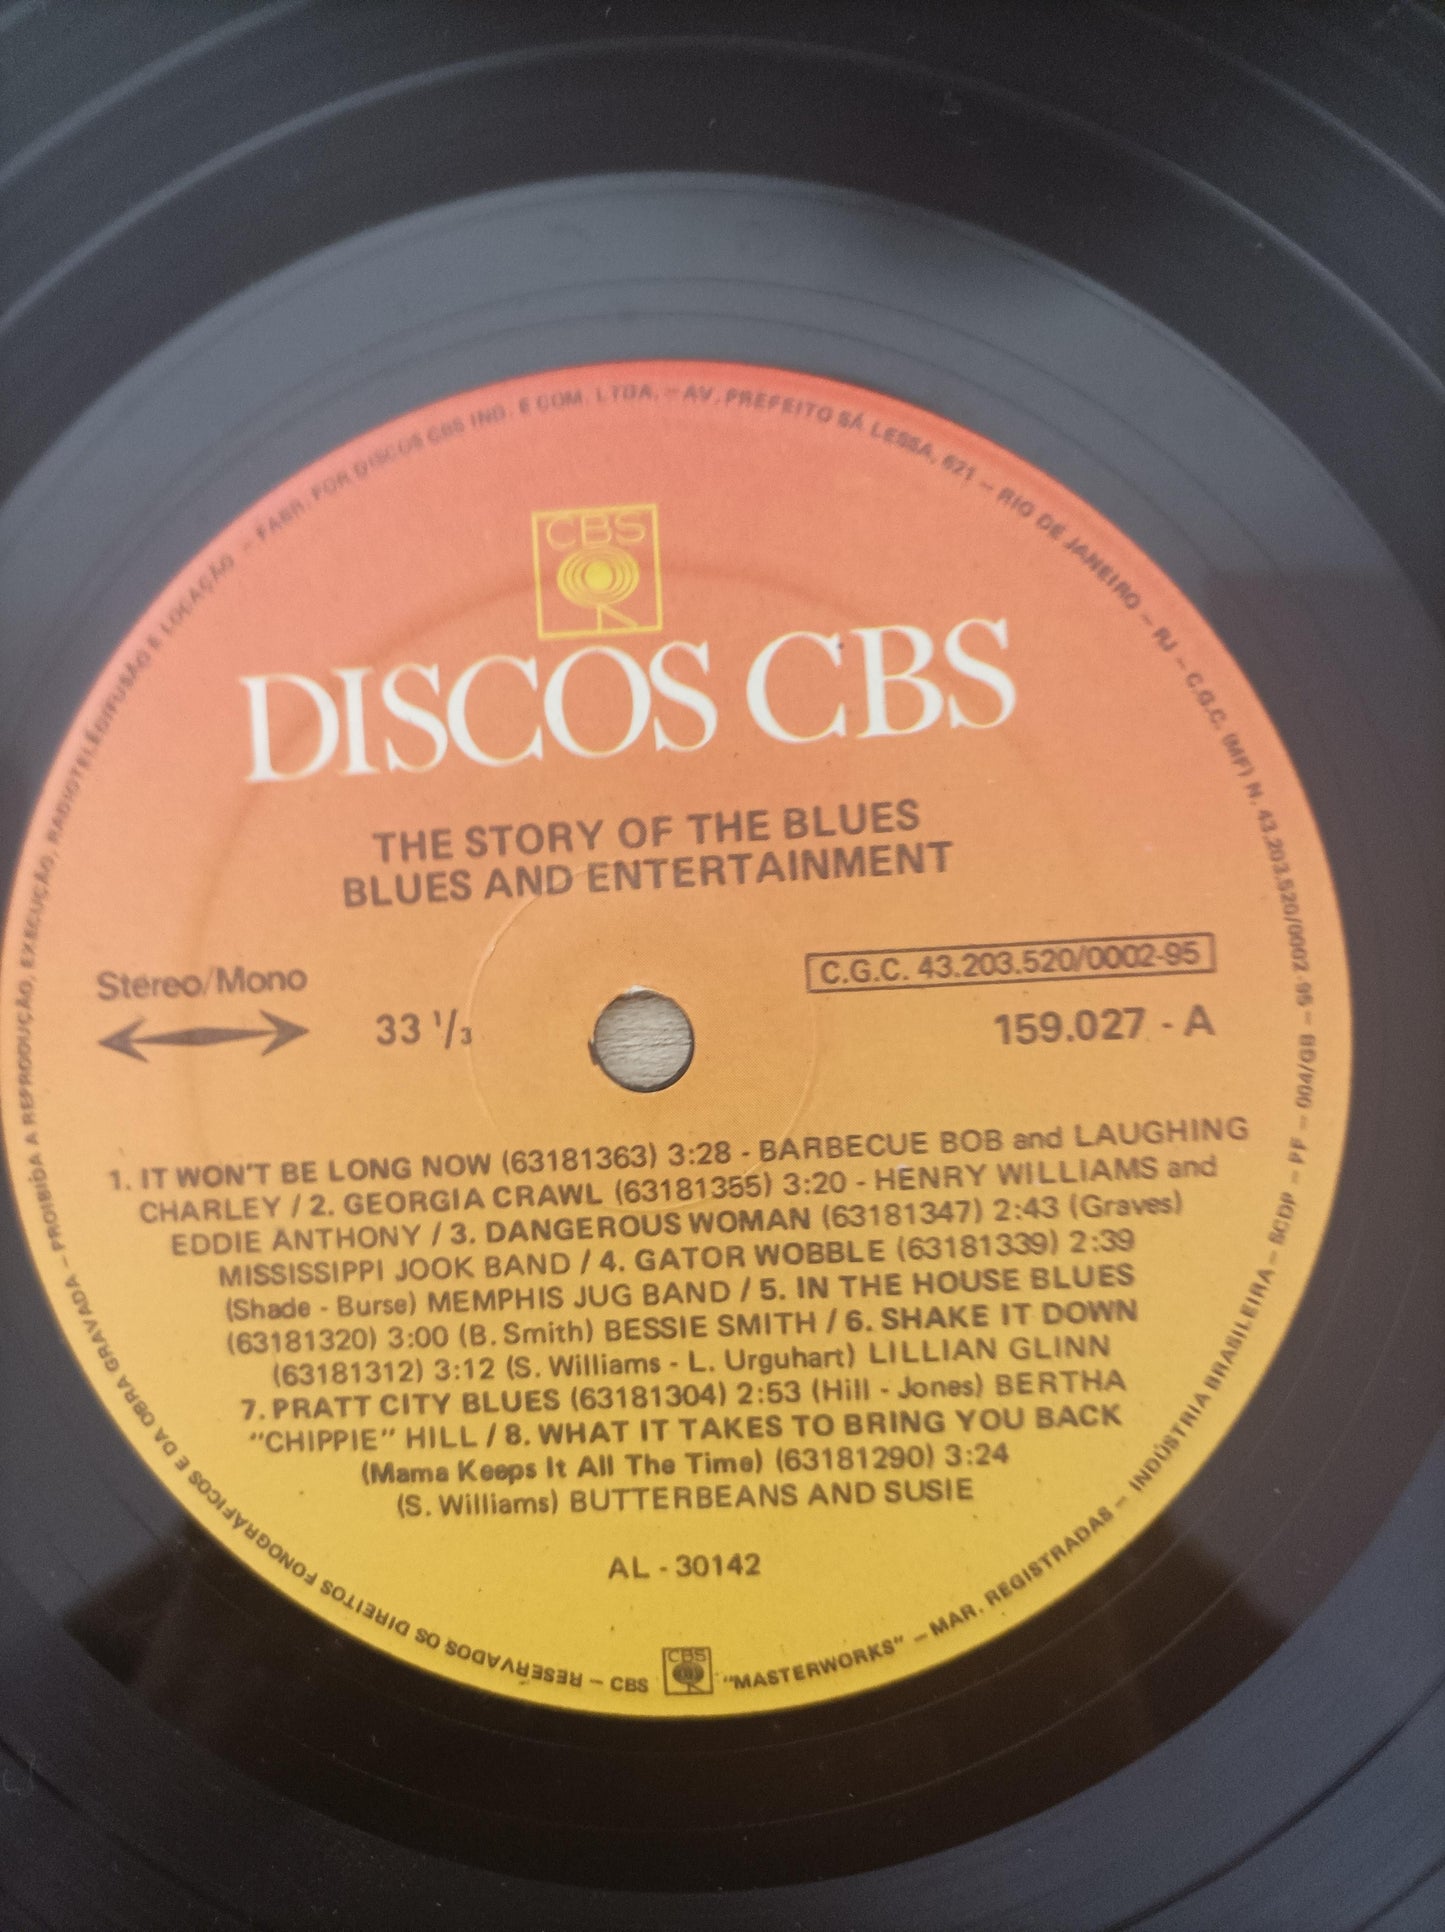 CBS
DISCOS CBS
THE STORY OF THE BLUES
BLUES AND ENTERTAINMENT
Stereo/Mono
33 1/3
C.G.C. 43.203.520/0002-95
159.027 - A
1. IT WON'T BE LONG NOW (63181363) 3:28 - BARBECUE BOB and LAUGHING
CHARLEY / 2. GEORGIA CRAWL (63181355) 3:20 - HENRY WILLIAMS and
EDDIE ANTHONY / 3. DANGEROUS WOMAN (63181347) 2:43 (Graves)
MISSISSIPPI JOOK BAND / 4. GATOR WOBBLE (63181339) 2:39
(Shade - Burse) MEMPHIS JUG BAND / 5. IN THE HOUSE BLUES
(63181320) 3:00 (B. Smith) BESSIE SMITH / 6. SHAKE IT DOWN
(63181312) 3:12 (S. Williams - L. Urguhart) LILLIAN GLINN
7. PRATT CITY BLUES (63181304) 2:53 (Hill - Jones) BERTHA
"CHIPPIE" HILL / 8. WHAT IT TAKES TO BRING YOU BACK
(Mama Keeps It All The Time) (63181290) 3:24
(S. Williams) BUTTERBEANS AND SUSIE
AL - 30142
RESERVADOS OS DIREITOS FONOGRÁFICOS E DA OBRA GRAVADA - PROIBIDA A REPRODUÇÃO, EXECUÇÃO, RADIOTELEDIFUSÃO E LOCAÇÃO - FABR. POR DISCOS CBS IND. E COM. LTDA. - AV. PREFEITO SÁ LESSA, 621 - RIO DE JANEIRO - RJ - C.G.C. (MF) N. 43.203.520/0002-95 - SCDP - PF - INDÚSTRIA BRASILEIRA -
CBS CBS "MASTERWORKS" - MAR. REGISTRADAS -